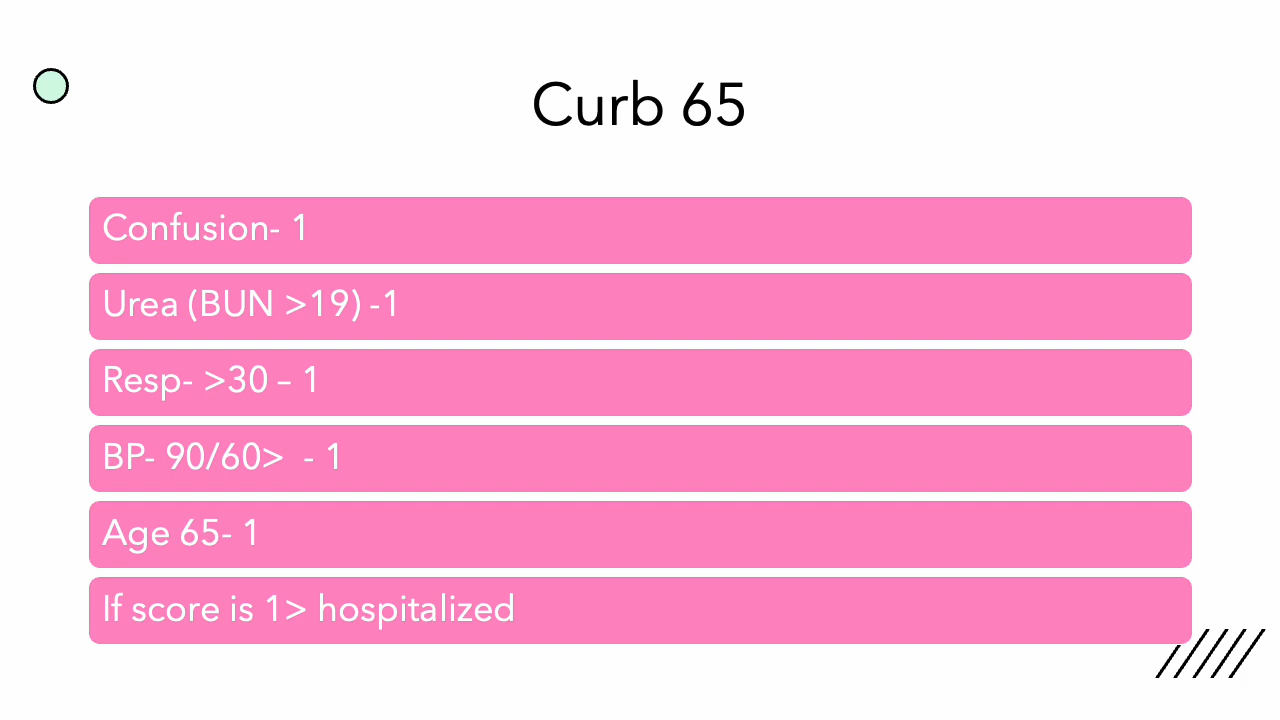 Curb 65
Confusion- 1
Urea (BUN >19) -1
Resp- >30 – 1
BP- 90/60>  - 1
Age 65- 1
If score is 1> hospitalized